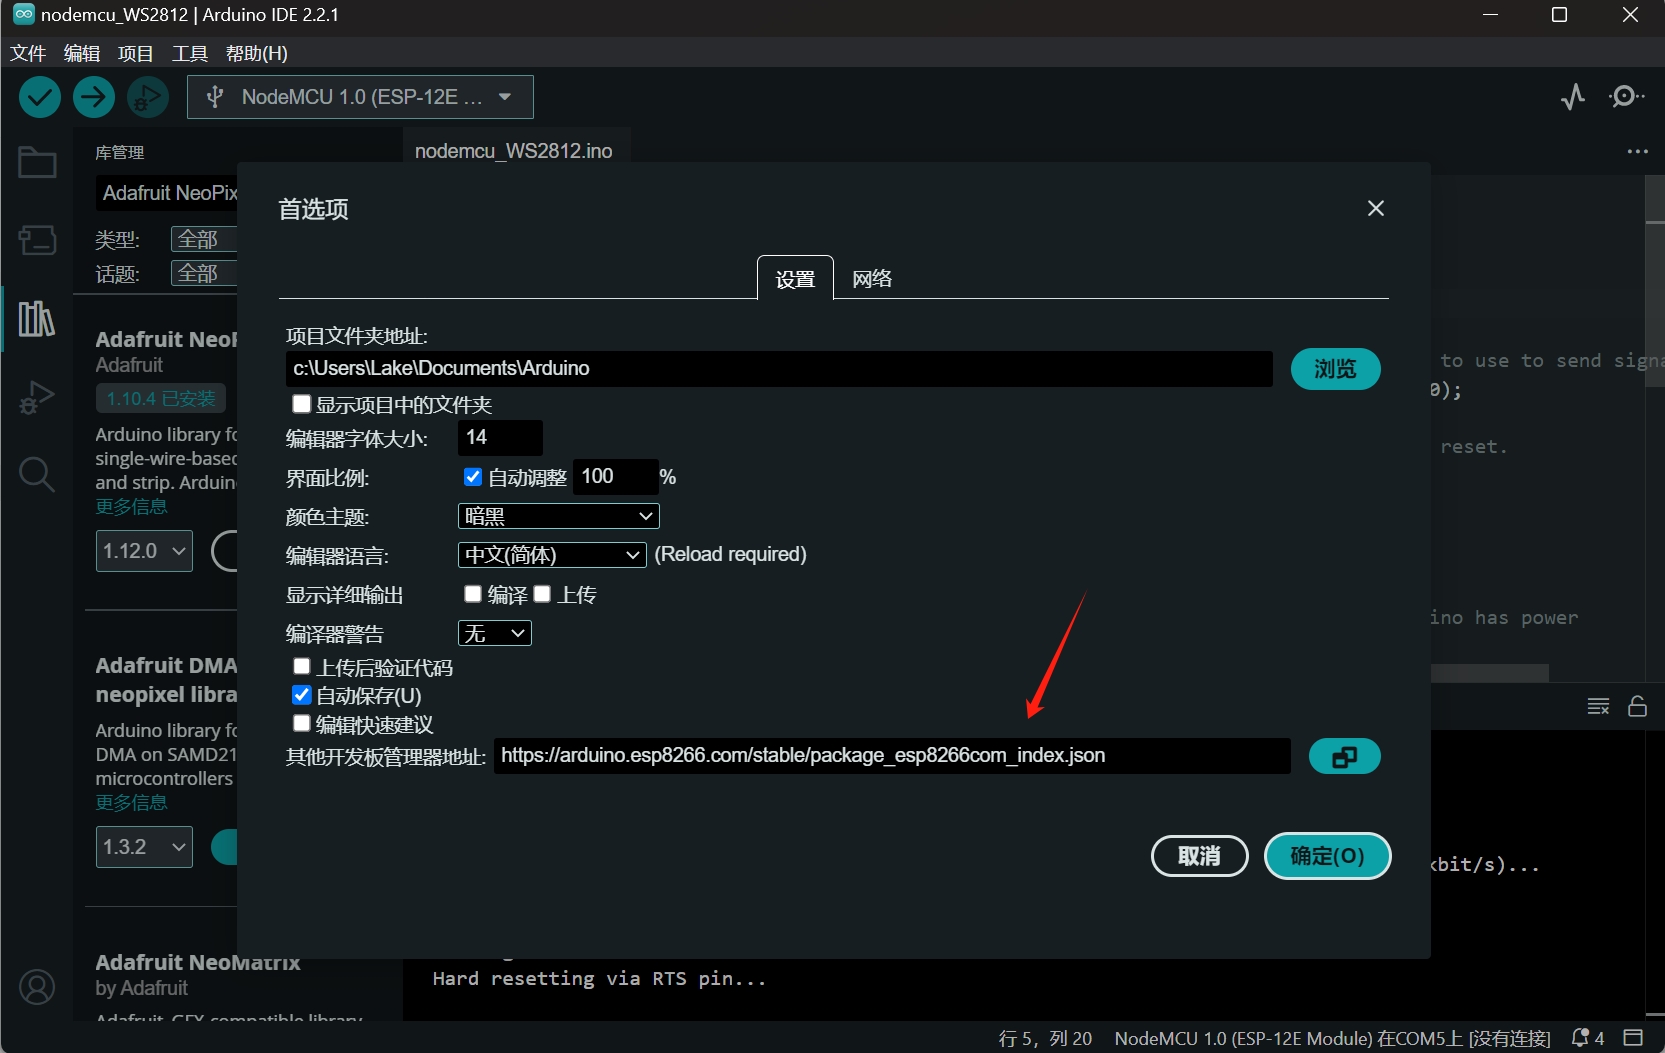 nodemcu_WS2812 | Arduino IDE 2.2.1
文件 编辑 项目 工具 帮助(H)
NodeMCU 1.0 (ESP-12E ...
库管理
nodemcu_WS2812.ino
Adafruit NeoPix
类型: 全部
话题: 全部
Adafruit Neo
Adafruit
1.10.4 已安装
Arduino library fo
single-wire-based
and strip. Arduin
更多信息
1.12.0
Adafruit DMA
neopixel libra
Arduino library fo
DMA on SAMD21
microcontrollers
更多信息
1.3.2
Adafruit NeoMatrix
by Adafruit
Adafruit_GFX-compatible library
首选项
设置 网络
项目文件夹地址:
c:\Users\Lake\Documents\Arduino
浏览
显示项目中的文件夹
编辑器字体大小: 14
界面比例: 自动调整 100 %
颜色主题: 暗黑
编辑器语言: 中文(简体) (Reload required)
显示详细输出 编译 上传
编译器警告 无
上传后验证代码
自动保存(U)
编辑快速建议
其他开发板管理器地址: https://arduino.esp8266.com/stable/package_esp8266com_index.json
取消 确定(O)
to use to send signa
0);
reset.
ino has power
kbit/s)...
Hard resetting via RTS pin...
行 5，列 20 NodeMCU 1.0 (ESP-12E Module) 在COM5上 [没有连接] 4